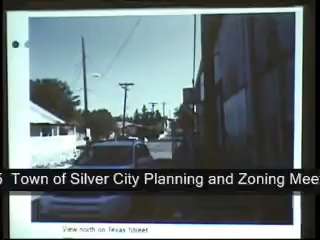 5 Town of Silver City Planning and Zoning Mee
View north on Texas Street